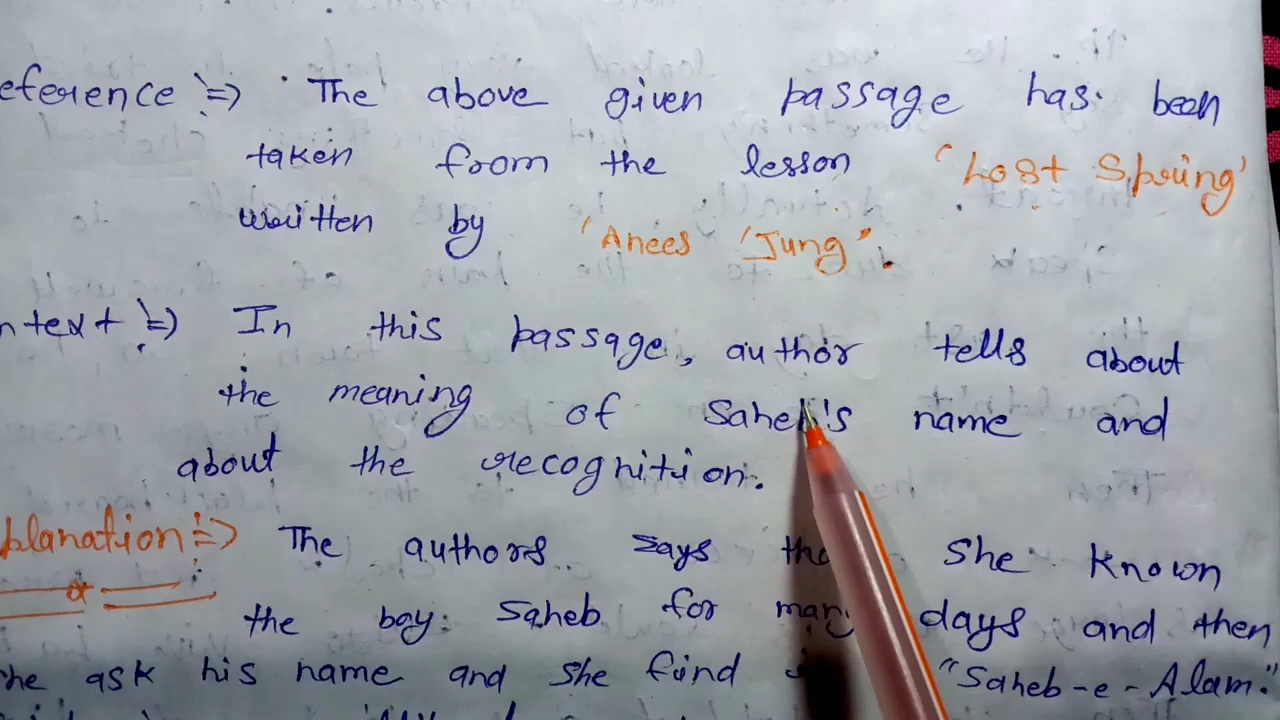 eference :=> The above given passage has been
taken from the lesson 'Lost Spring'
written by 'Anees 'Jung".
ntext :=> In this passage, author tells about
the meaning of Saheb's name and
about the recognition.
planation :=> The authors says she known
the boy Saheb for many days and then
he ask his name and she find "Saheb-e-Alam."